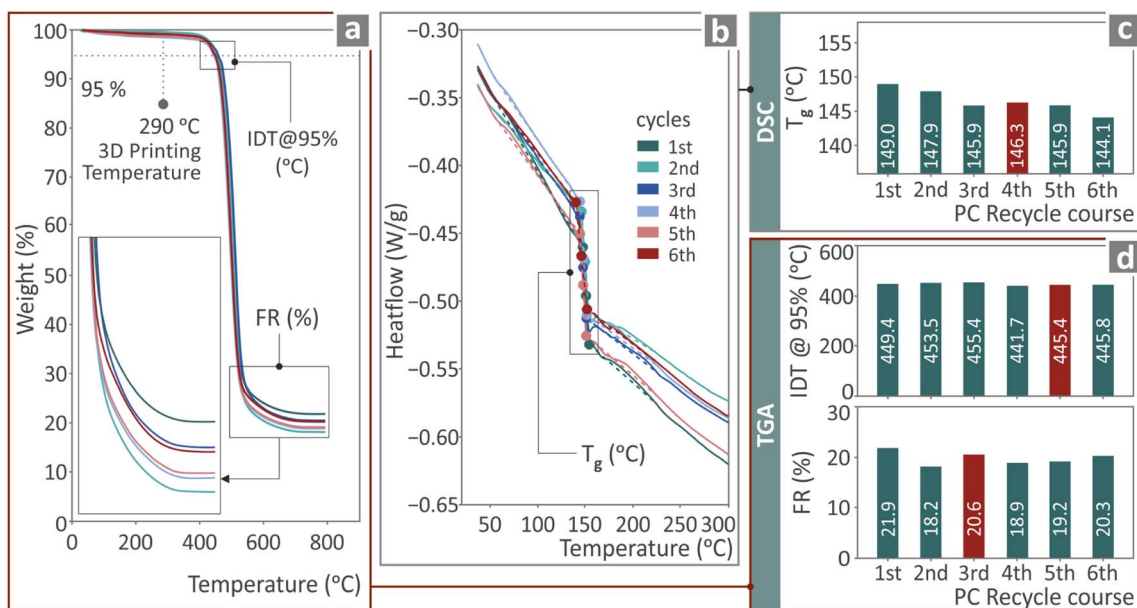 a
100
90
80
70
60
50
40
30
20
10
0
Weight (%)
95 %
290 °C
3D Printing
Temperature
IDT@95%
(°C)
FR (%)
0
200
400
600
800
Temperature (°C)
b
−0.30
−0.35
−0.40
−0.45
−0.50
−0.55
−0.60
−0.65
Heatflow (W/g)
cycles
1st
2nd
3rd
4th
5th
6th
Tg (°C)
50
100
150
200
250
300
Temperature (°C)
DSC
c
155
150
145
140
Tg (°C)
149.0
147.9
145.9
146.3
145.9
144.1
1st
2nd
3rd
4th
5th
6th
PC Recycle course
TGA
d
600
400
200
0
IDT @ 95% (°C)
449.4
453.5
455.4
441.7
445.4
445.8
30
20
10
0
FR (%)
21.9
18.2
20.6
18.9
19.2
20.3
1st
2nd
3rd
4th
5th
6th
PC Recycle course